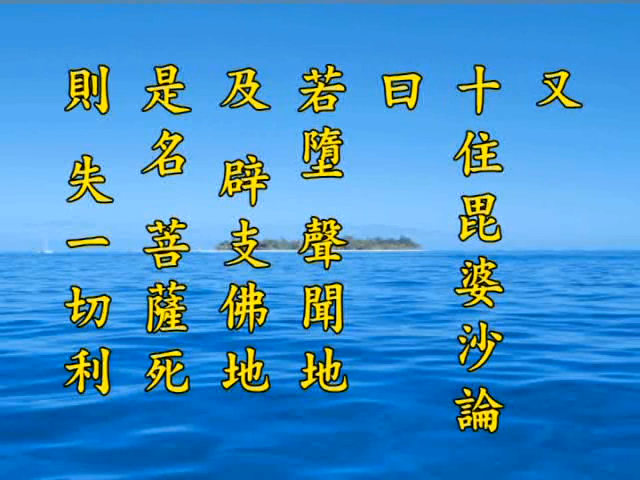 又
十住毘婆沙論
曰
若墮聲聞地
及辟支佛地
是名菩薩死
則失一切利